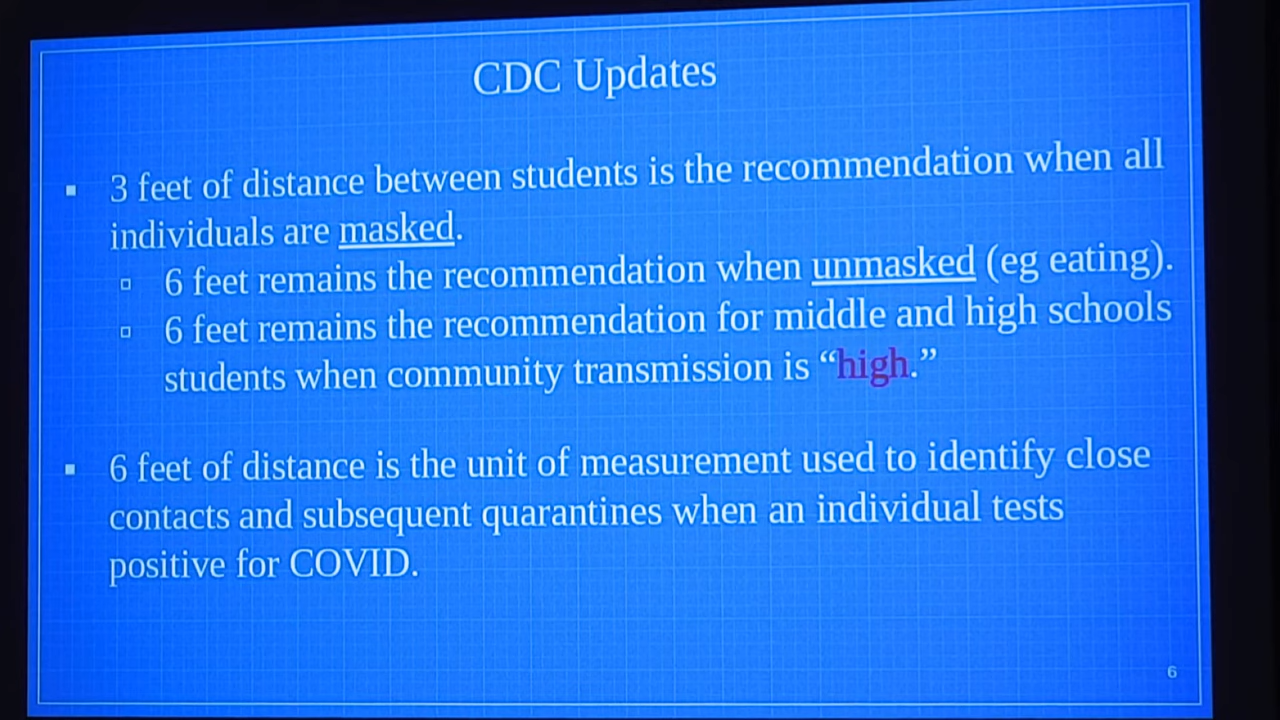 CDC Updates
3 feet of distance between students is the recommendation when all
individuals are masked.
6 feet remains the recommendation when unmasked (eg eating).
6 feet remains the recommendation for middle and high schools
students when community transmission is “high.”
6 feet of distance is the unit of measurement used to identify close
contacts and subsequent quarantines when an individual tests
positive for COVID.
6